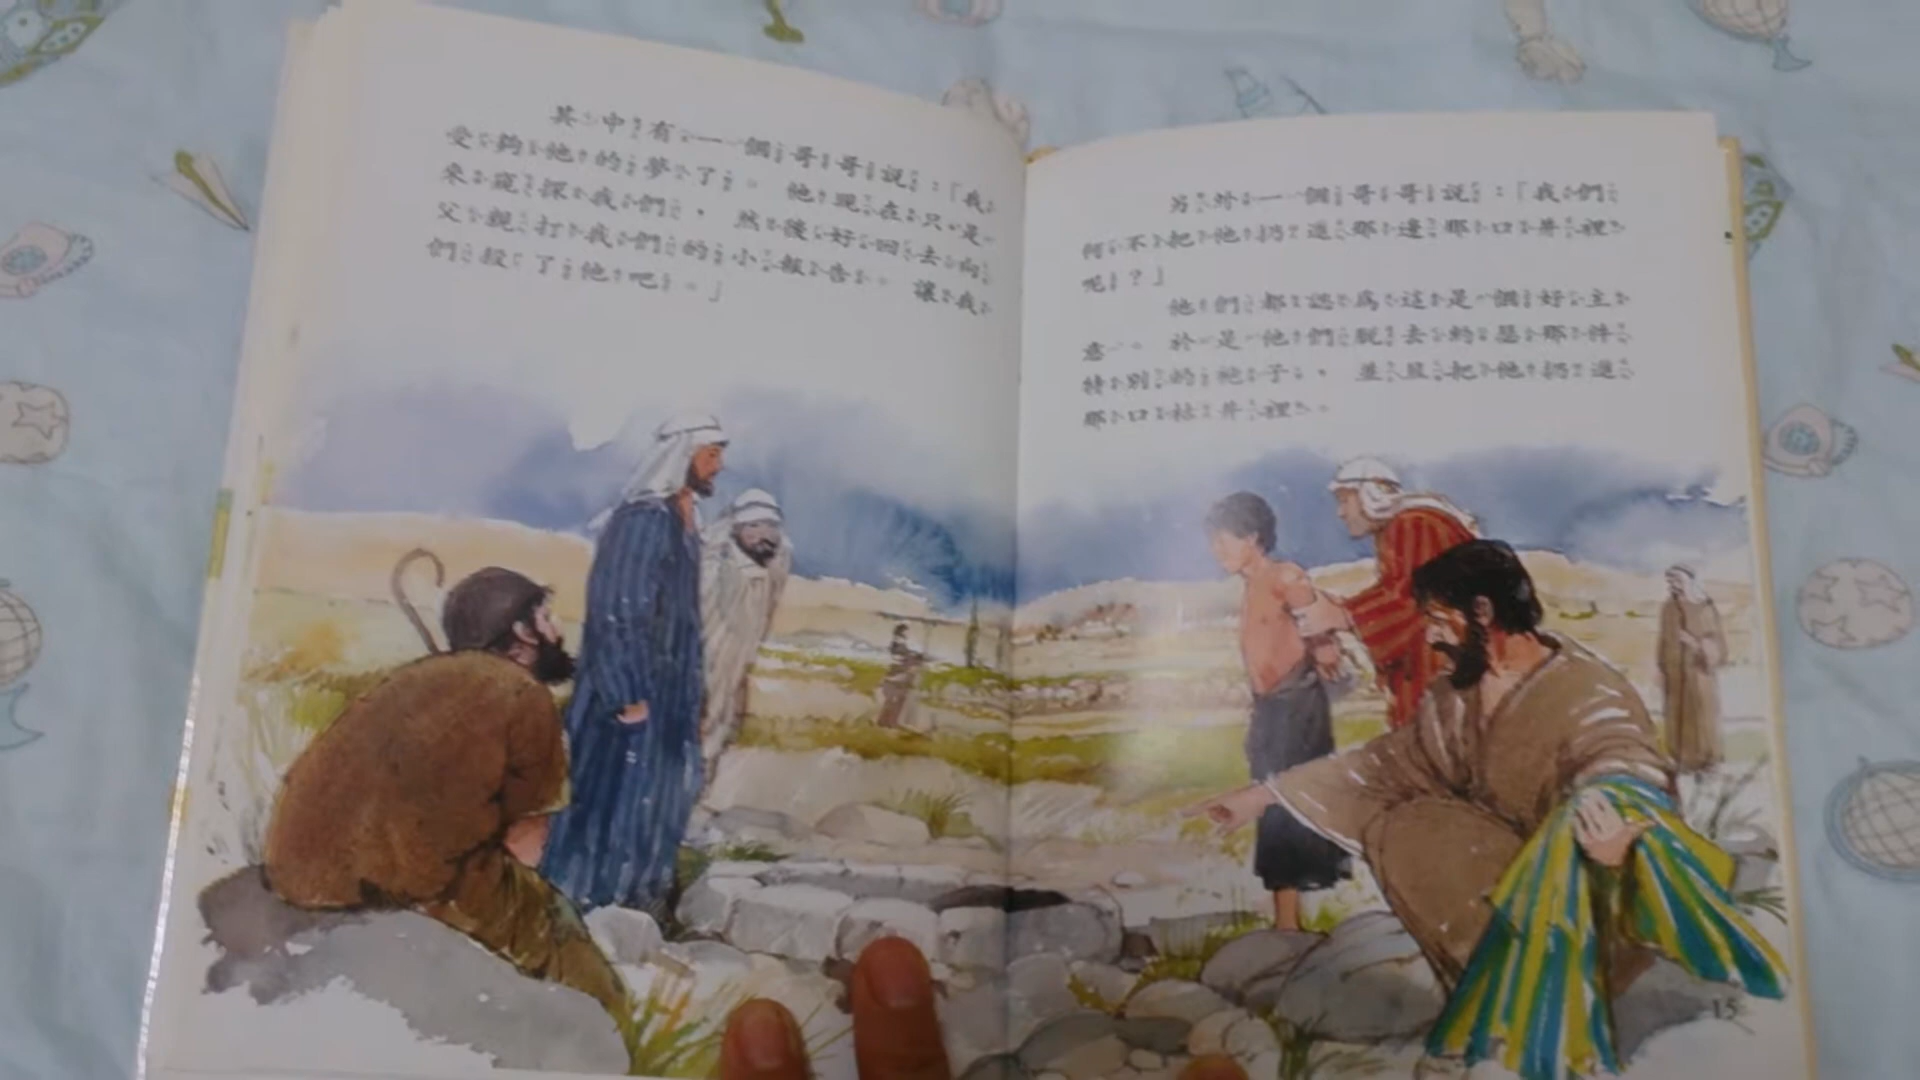 其中有一個哥哥說：「我
受夠他的夢了。他現在只是
來窺探我們，然後好回去向
父親打我們的小報告。讓我
們殺了他吧。」
另外一個哥哥說：「我們
何不把他扔進那邊那口井裡
呢？」
他們都認為這是個好主
意。於是他們脫去約瑟那件
特別的袍子，並且把他扔進
那口枯井裡。
15